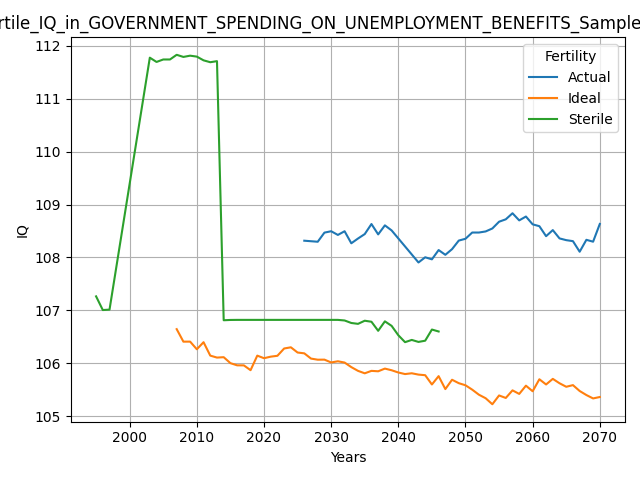 rtile_IQ_in_GOVERNMENT_SPENDING_ON_UNEMPLOYMENT_BENEFITS_Sample
112
111
110
109
108
107
106
105
IQ
Fertility
Actual
Ideal
Sterile
2000
2010
2020
2030
2040
2050
2060
2070
Years